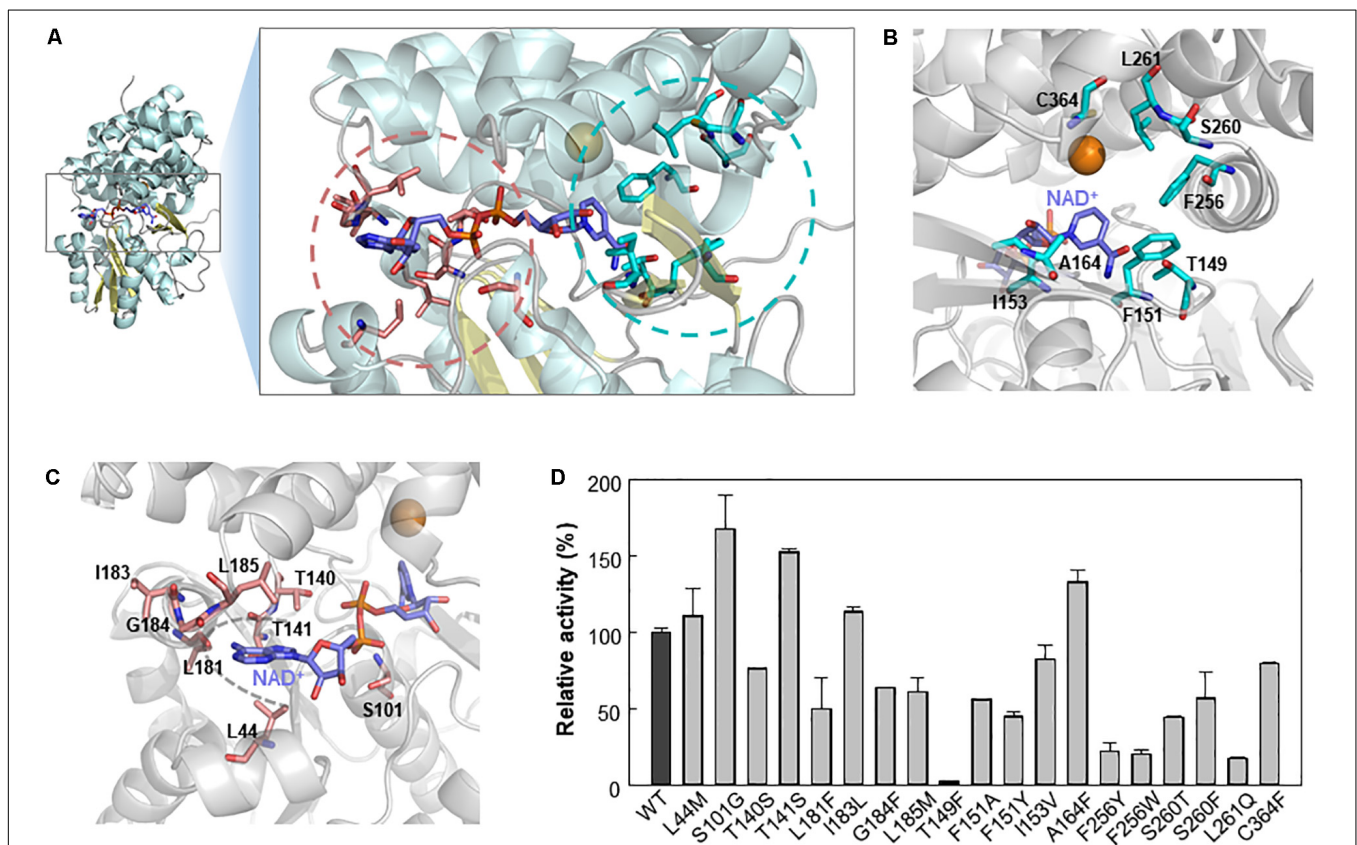 A
B
L261
C364
S260
F256
NAD+
A164
T149
I153
F151
C
I183
L185
T140
G184
T141
L181
NAD+
S101
L44
D
Relative activity (%)
200
150
100
50
0
WT
L44M
S101G
T140S
T141S
L181F
I183L
G184F
L185M
T149F
F151A
F151Y
I153V
A164F
F256Y
F256W
S260T
S260F
L261Q
C364F